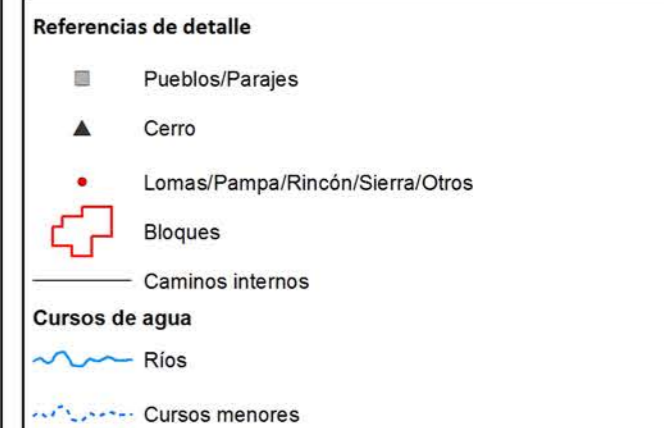 Referencias de detalle
Pueblos/Parajes
Cerro
Lomas/Pampa/Rincón/Sierra/Otros
Bloques
Caminos internos
Cursos de agua
Ríos
Cursos menores